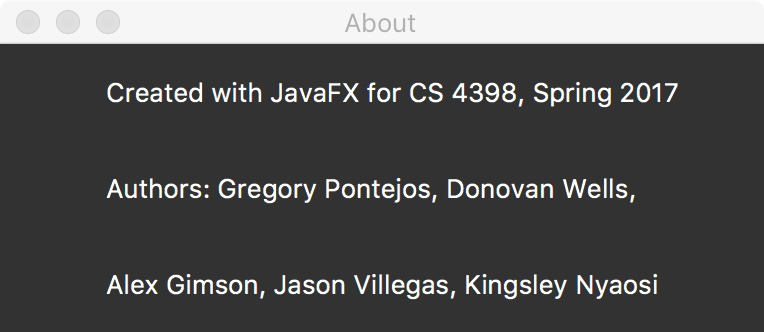 About
Created with JavaFX for CS 4398, Spring 2017
Authors: Gregory Pontejos, Donovan Wells,
Alex Gimson, Jason Villegas, Kingsley Nyaosi